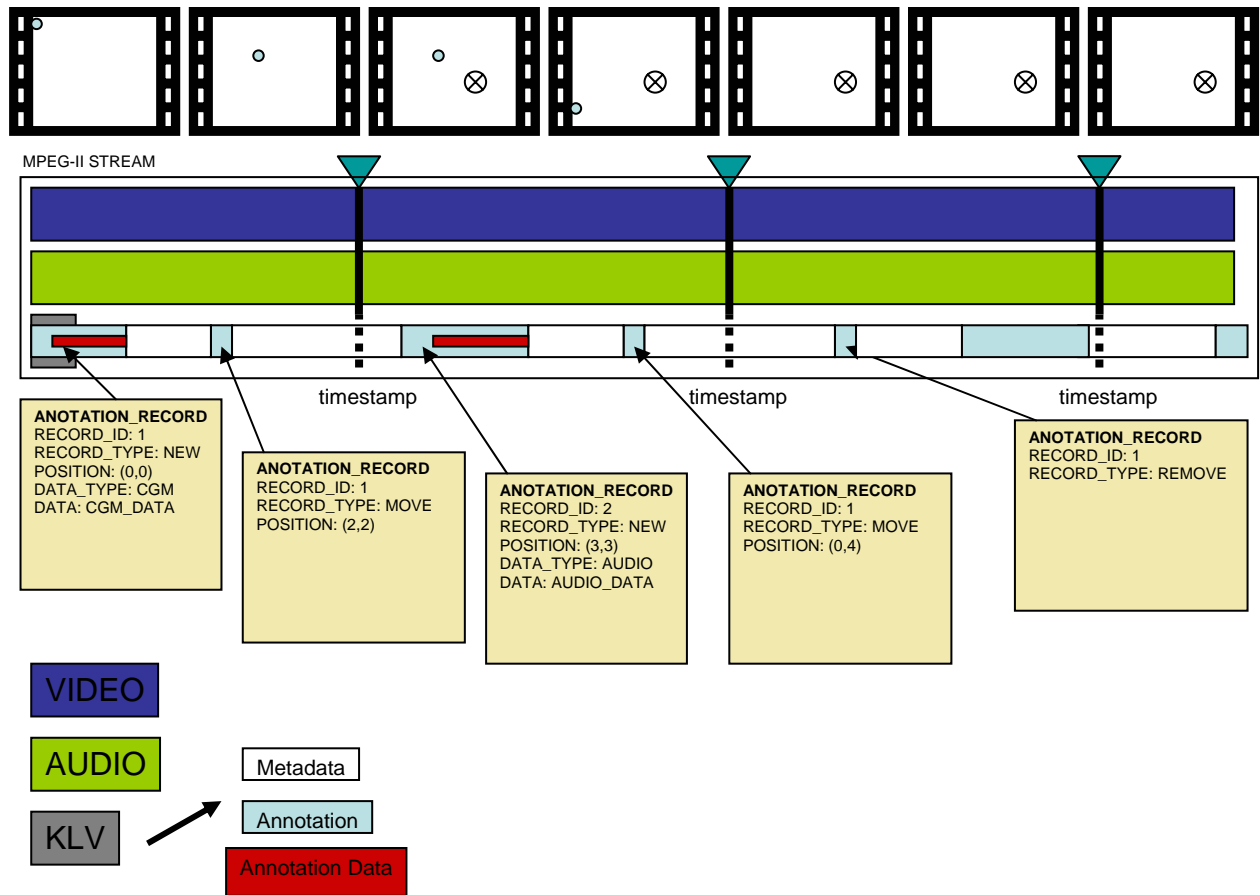 MPEG-II STREAM
timestamp
timestamp
timestamp
ANOTATION_RECORD
RECORD_ID: 1
RECORD_TYPE: NEW
POSITION: (0,0)
DATA_TYPE: CGM
DATA: CGM_DATA
ANOTATION_RECORD
RECORD_ID: 1
RECORD_TYPE: MOVE
POSITION: (2,2)
ANOTATION_RECORD
RECORD_ID: 2
RECORD_TYPE: NEW
POSITION: (3,3)
DATA_TYPE: AUDIO
DATA: AUDIO_DATA
ANOTATION_RECORD
RECORD_ID: 1
RECORD_TYPE: MOVE
POSITION: (0,4)
ANOTATION_RECORD
RECORD_ID: 1
RECORD_TYPE: REMOVE
VIDEO
AUDIO
KLV
Metadata
Annotation
Annotation Data